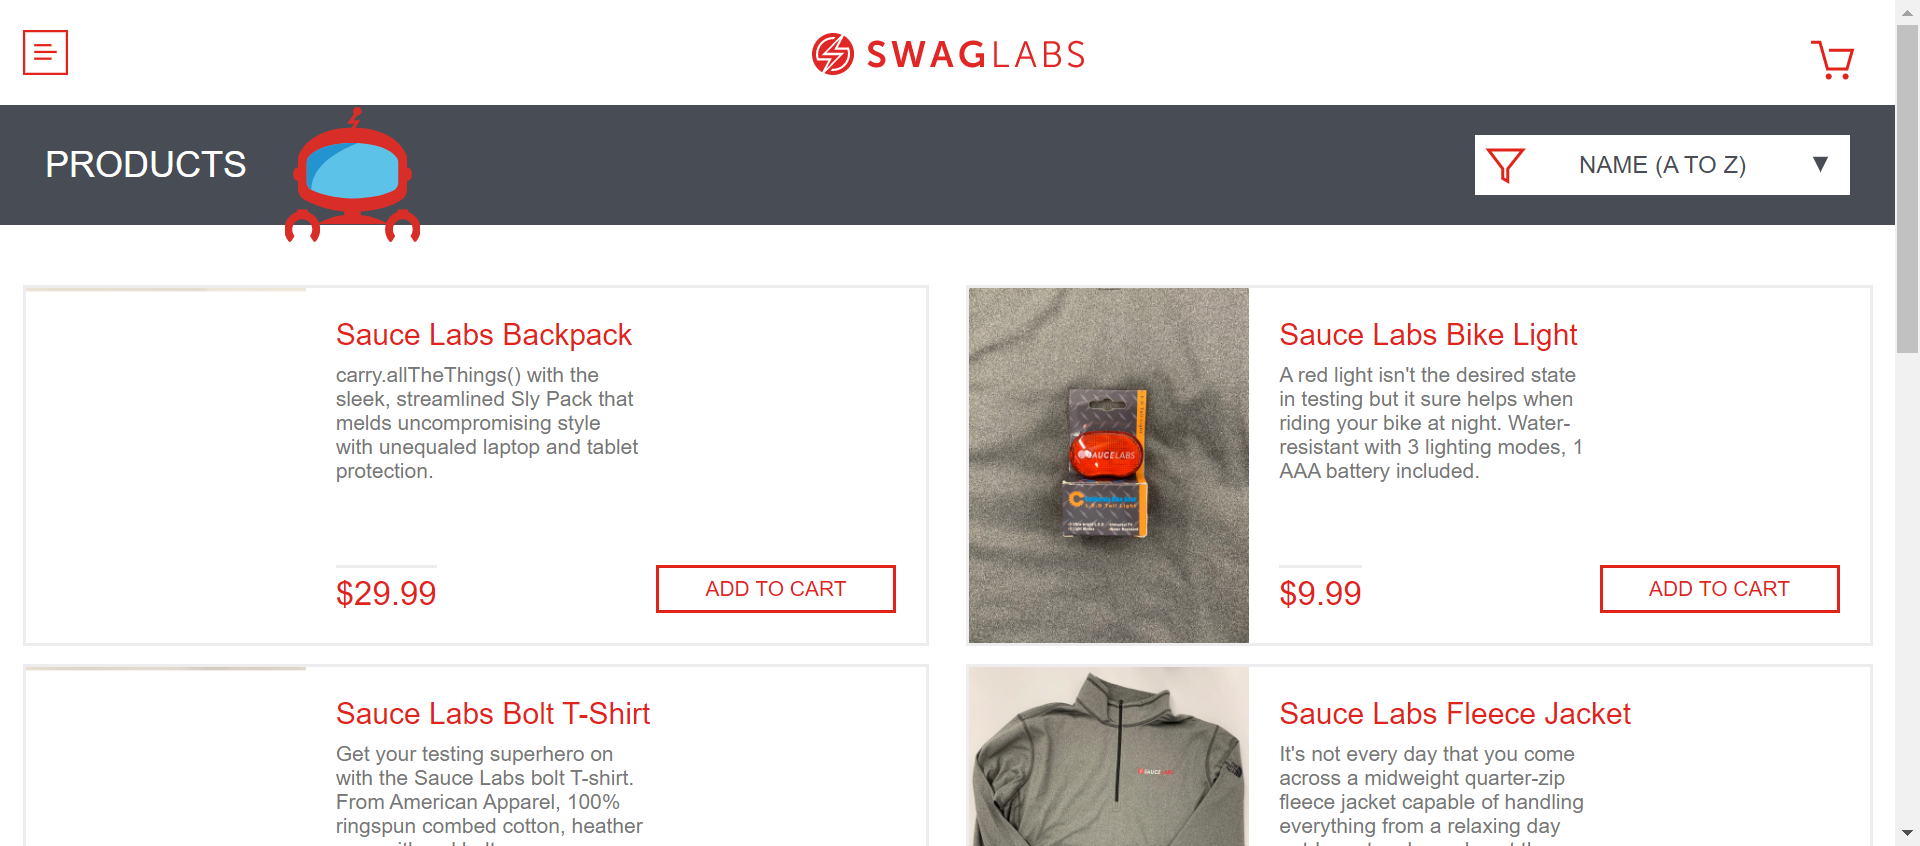 SWAGLABS
PRODUCTS
NAME (A TO Z)
Sauce Labs Backpack
carry.allTheThings() with the
sleek, streamlined Sly Pack that
melds uncompromising style
with unequaled laptop and tablet
protection.
$29.99
ADD TO CART
SAUCELABS
Sauce Labs Bike Light
A red light isn't the desired state
in testing but it sure helps when
riding your bike at night. Water-
resistant with 3 lighting modes, 1
AAA battery included.
$9.99
ADD TO CART
Sauce Labs Bolt T-Shirt
Get your testing superhero on
with the Sauce Labs bolt T-shirt.
From American Apparel, 100%
ringspun combed cotton, heather
SAUCELABS
Sauce Labs Fleece Jacket
It's not every day that you come
across a midweight quarter-zip
fleece jacket capable of handling
everything from a relaxing day